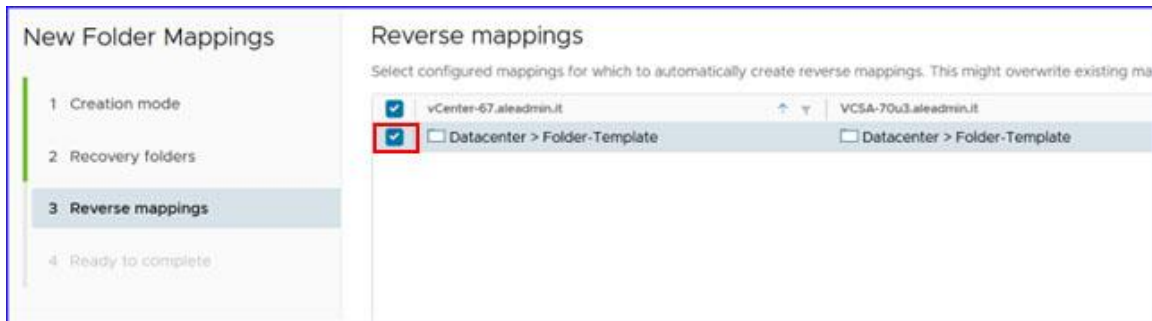 New Folder Mappings
1 Creation mode
2 Recovery folders
3 Reverse mappings
4 Ready to complete
Reverse mappings
Select configured mappings for which to automatically create reverse mappings. This might overwrite existing ma
vCenter-67.aleadmin.it VCSA-70u3.aleadmin.it
Datacenter > Folder-Template Datacenter > Folder-Template